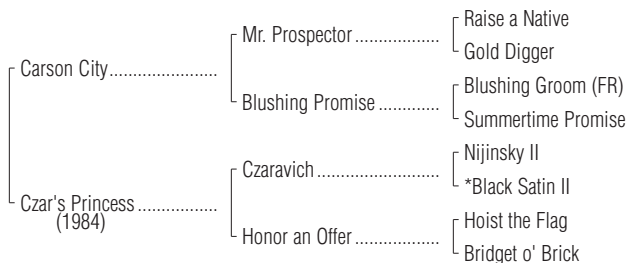 Raise a Native
Mr. Prospector ..................
Gold Digger
Carson City.......................
Blushing Groom (FR)
Blushing Promise .............
Summertime Promise
Nijinsky II
Czaravich ..........................
*Black Satin II
Czar's Princess .................
(1984)
Hoist the Flag
Honor an Offer ..................
Bridget o' Brick